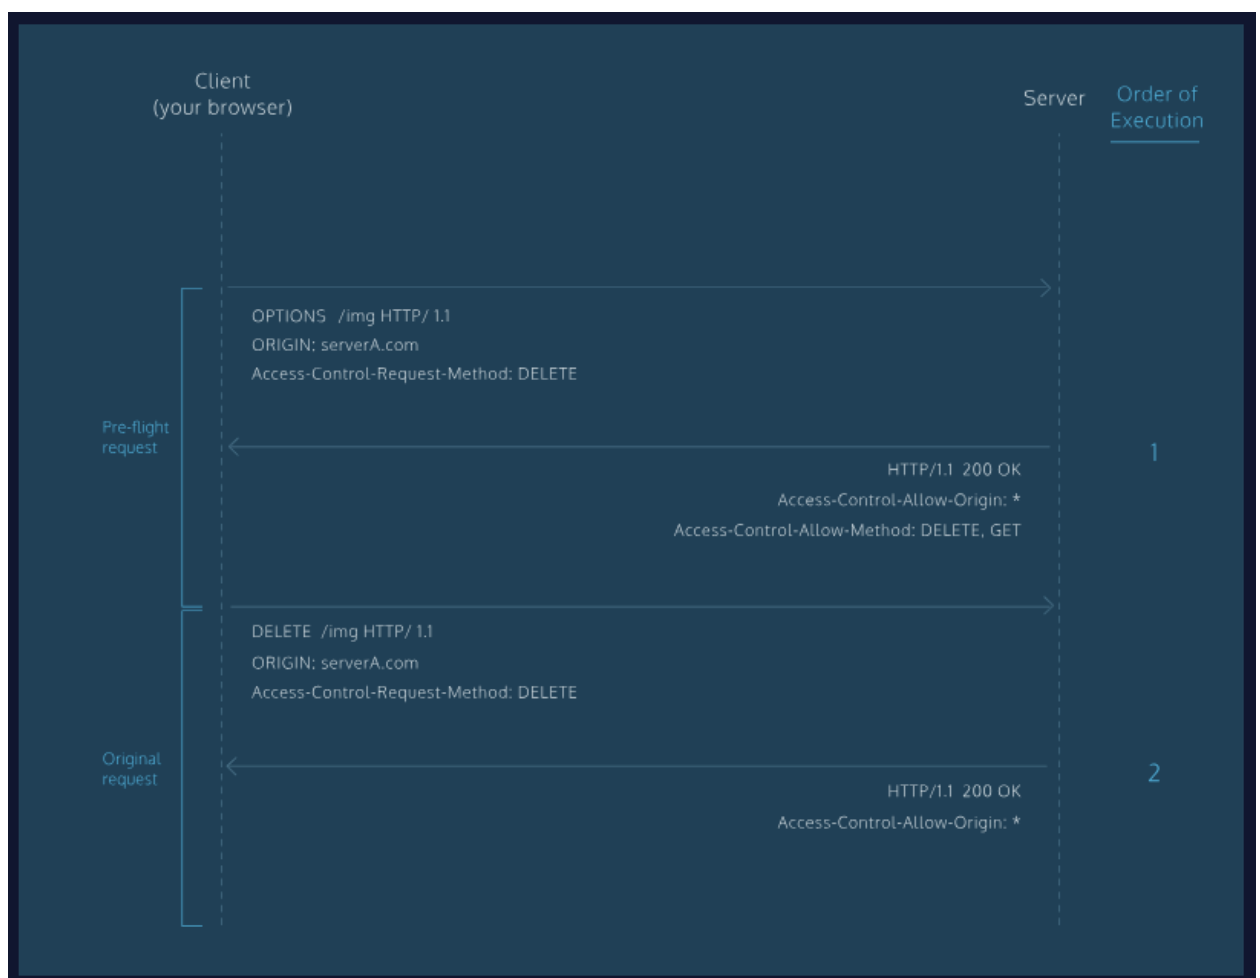 Client
(your browser)
Server
Order of
Execution
OPTIONS /img HTTP/ 1.1
ORIGIN: serverA.com
Access-Control-Request-Method: DELETE
Pre-flight
request
1
HTTP/1.1 200 OK
Access-Control-Allow-Origin: *
Access-Control-Allow-Method: DELETE, GET
DELETE /img HTTP/ 1.1
ORIGIN: serverA.com
Access-Control-Request-Method: DELETE
Original
request
2
HTTP/1.1 200 OK
Access-Control-Allow-Origin: *